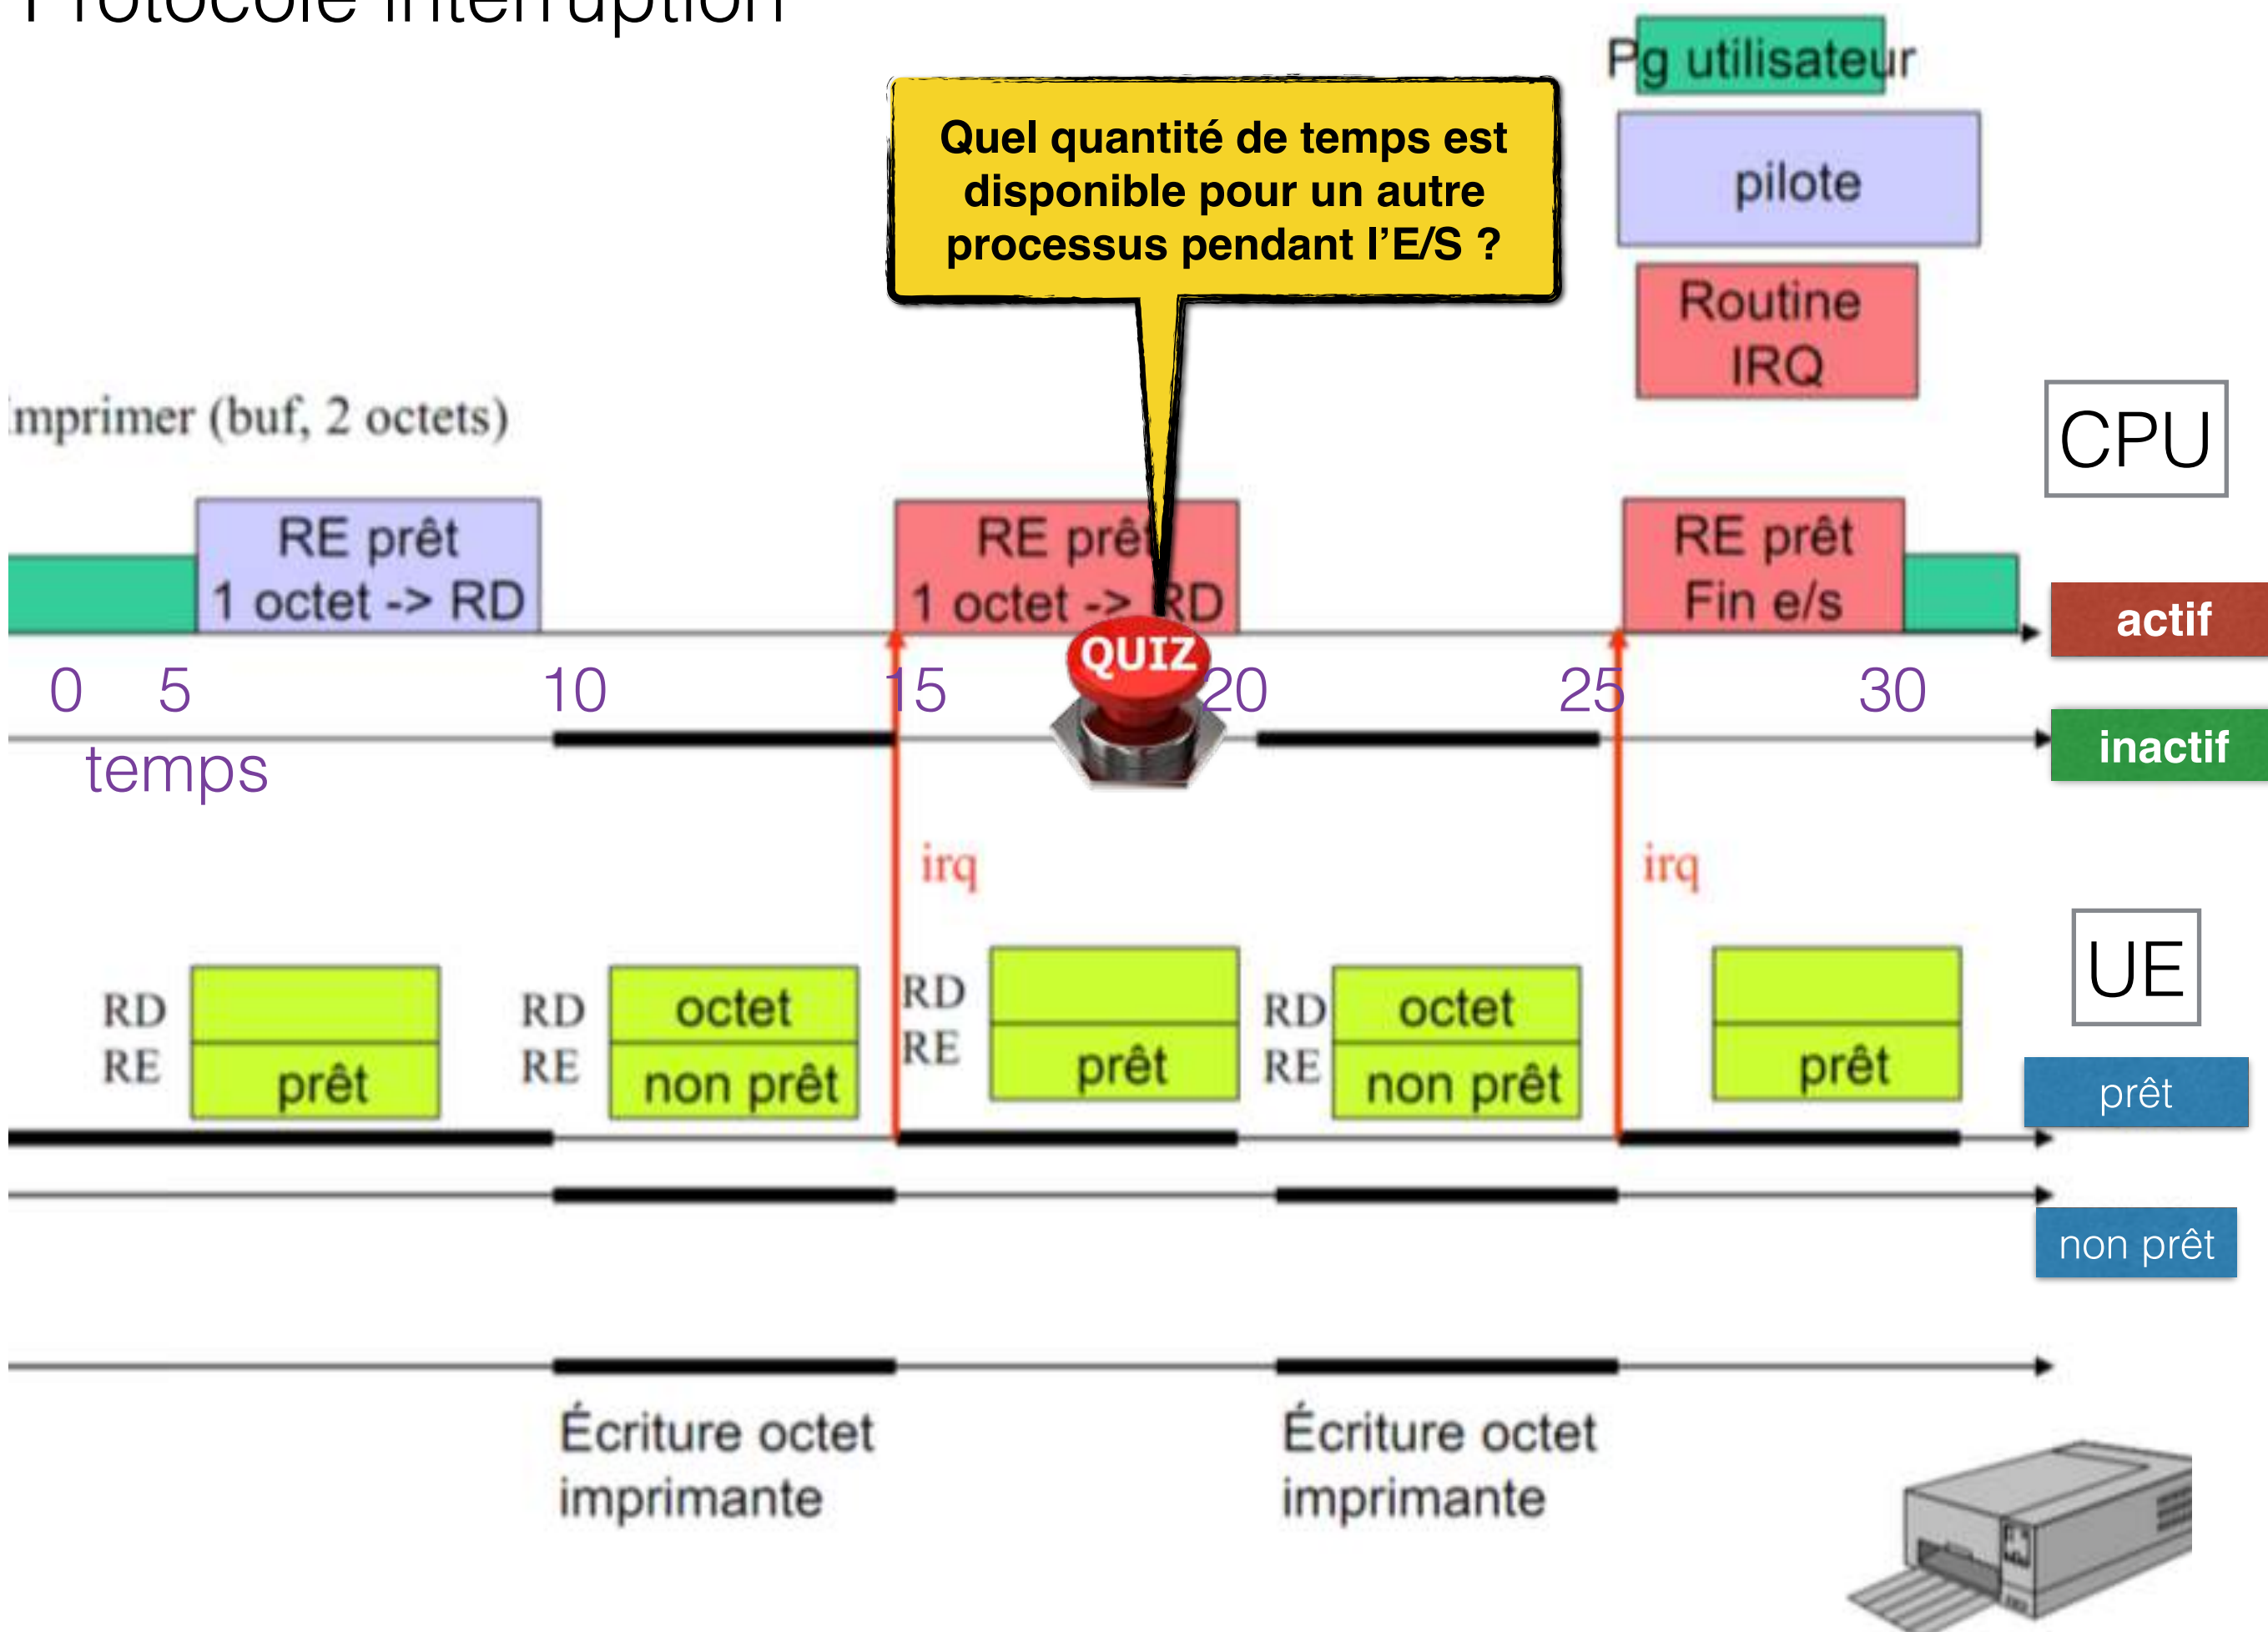 Protocole interruption
Pg utilisateur
Quel quantité de temps est
disponible pour un autre
processus pendant l'E/S ?
pilote
Routine
IRQ
mprimer (buf, 2 octets)
CPU
RE prêt
1 octet -> RD
RE prêt
1 octet -> RD
RE prêt
Fin e/s
actif
QUIZ
0 5 10 15 20 25 30
inactif
temps
irq
irq
UE
RD
RE
prêt
RD
RE
octet
non prêt
RD
RE
prêt
RD
RE
octet
non prêt
prêt
prêt
non prêt
Écriture octet
imprimante
Écriture octet
imprimante